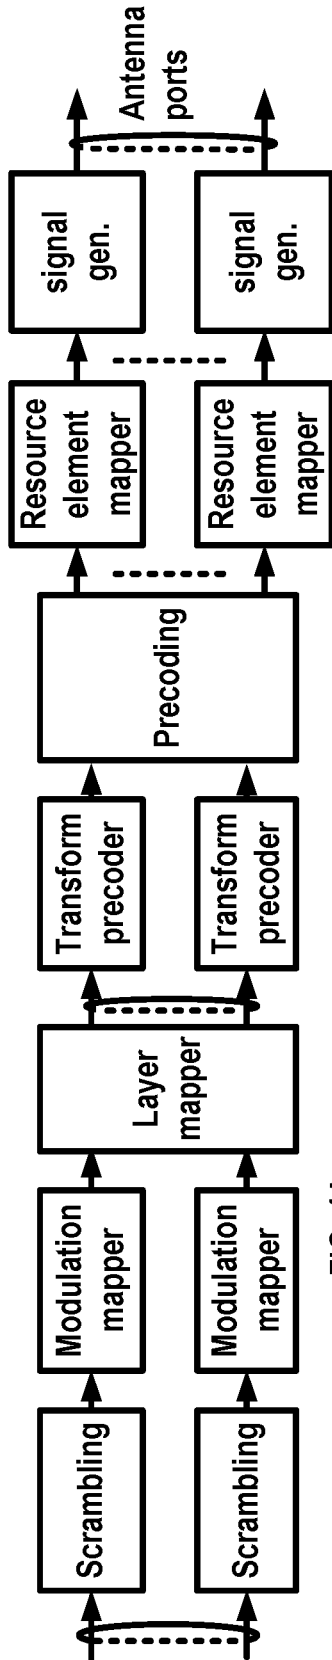 Scrambling
Scrambling
Modulation
mapper
Modulation
mapper
Layer
mapper
Transform
precoder
Transform
precoder
Precoding
Resource
element
mapper
Resource
element
mapper
signal
gen.
signal
gen.
Antenna
ports